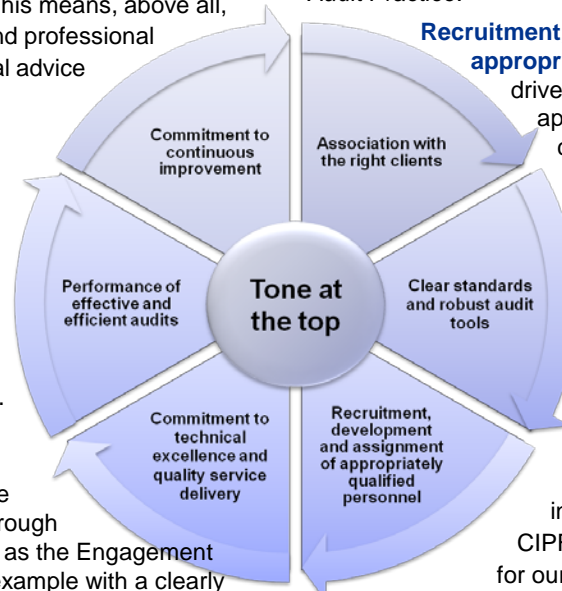 his means, above all,
nd professional
al advice
Audit Practice.
Recruitment
appropr
drive
ap
c
Commitment to
continuous
improvement
Association with
the right clients
Performance of
effective and
efficient audits
Tone at
the top
Clear standards
and robust audit
tools
Commitment to
technical
excellence and
quality service
delivery
Recruitment,
development
and assignment
of appropriately
qualified
personnel
.
e
rough
as the Engagement
example with a clearly
in
CIPF
for our